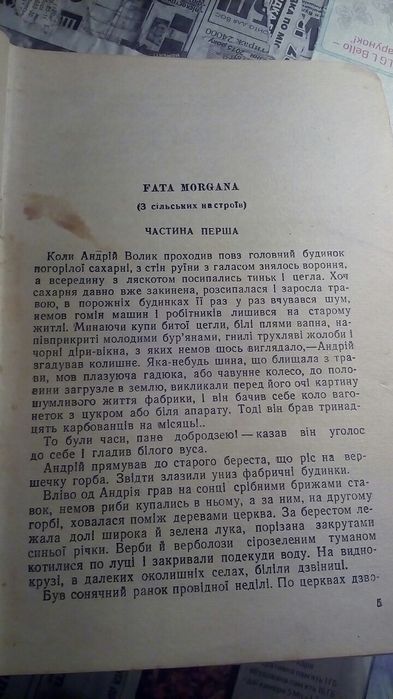 FATA MORGANA
(З сільських настроїв)
ЧАСТИНА ПЕРША
Коли Андрій Волик проходив повз головний будинок
погорілої сахарні, з стін руїни з галасом знялось вороння,
а всередину з ляскотом посипались тиньк і цегла. Хоч
сахарня давно вже закинена, розсипалася і заросла тра-
вою, в порожніх будинках її раз у раз вчувався шум,
немов гомін машин і робітників лишився на старому
житлі. Минаючи купи битої цегли, білі плями вапна, на-
півприкриті молодими бур'янами, гнилі трухляві жолоби і
чорні діри-вікна, з яких немов щось виглядало,—Андрій
згадував колишнє. Яка-небудь шина, що блищала з тра-
ви, мов плазуюча гадюка, або чавунне колесо, до поло-
вини загрузле в землю, викликали перед його очі картину
шумливого життя фабрики, і він бачив себе коло ваго-
неток з цукром або біля апарату. Тоді він брав тринад-
цять карбованців на місяць!..
То були часи, пане добродзею! — казав він уголос
до себе і гладив білого вуса.
Андрій прямував до старого береста, що ріс на вер-
шечку горба. Звідти злазили униз фабричні будинки.
Вліво од Андрія грав на сонці срібними брижами ста-
вок, немов риби купались в ньому, а за ним, на другому
горбі, ховалася поміж деревами церква. За берестом ле-
жала долі широка й зелена лука, порізана закрутами
синьої річки. Верби й верболози сірозеленим туманом
котилися по луці і закривали подекуди воду. На видно-
крузі, в далеких околишніх селах, біліли дзвіниці.
Був сонячний ранок провідної неділі. По церквах дзво-
5